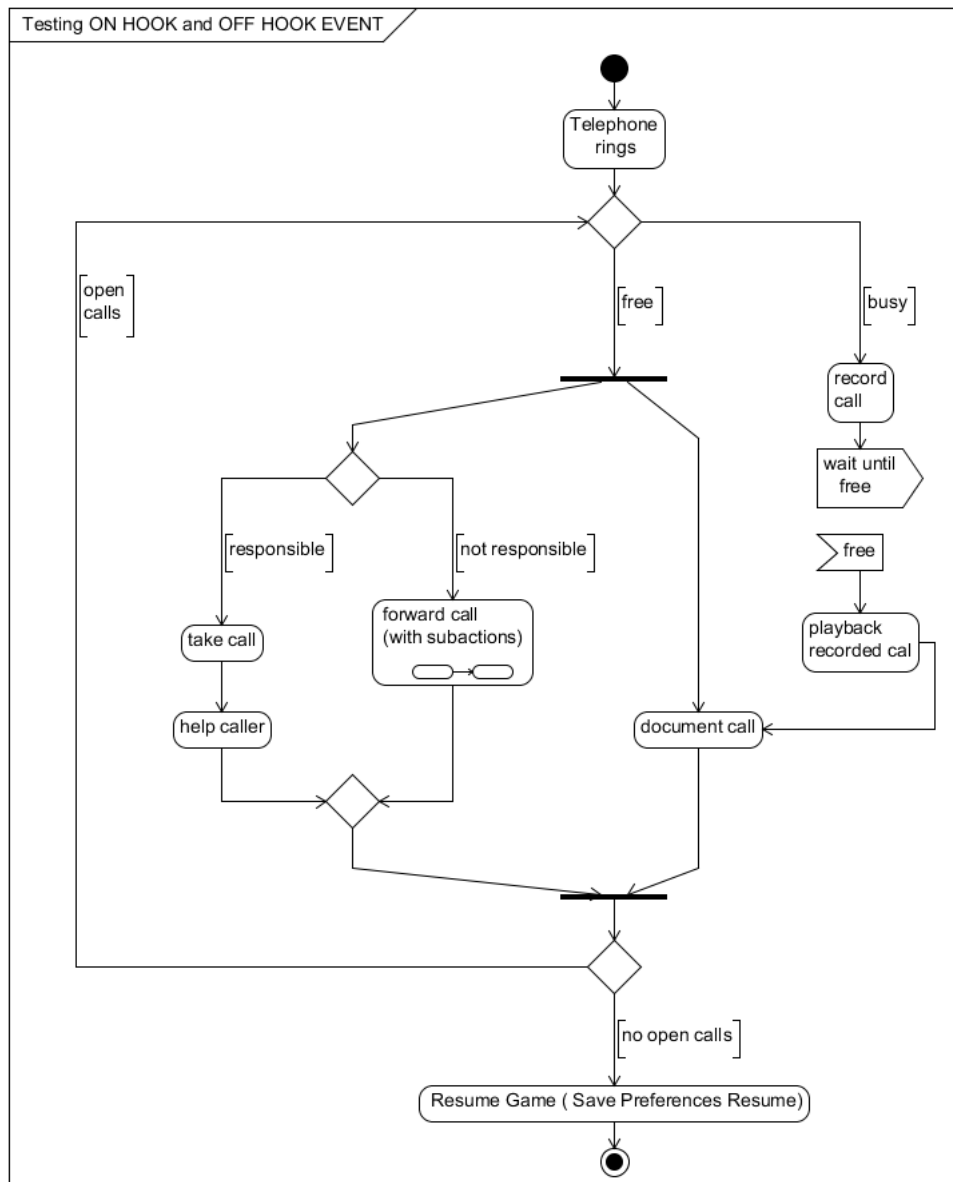 Testing ON HOOK and OFF HOOK EVENT
Telephone
rings
open
calls
free
busy
record
call
wait until
free
responsible
not responsible
free
forward call
(with subactions)
take call
playback
recorded cal
help caller
document call
no open calls
Resume Game ( Save Preferences Resume)